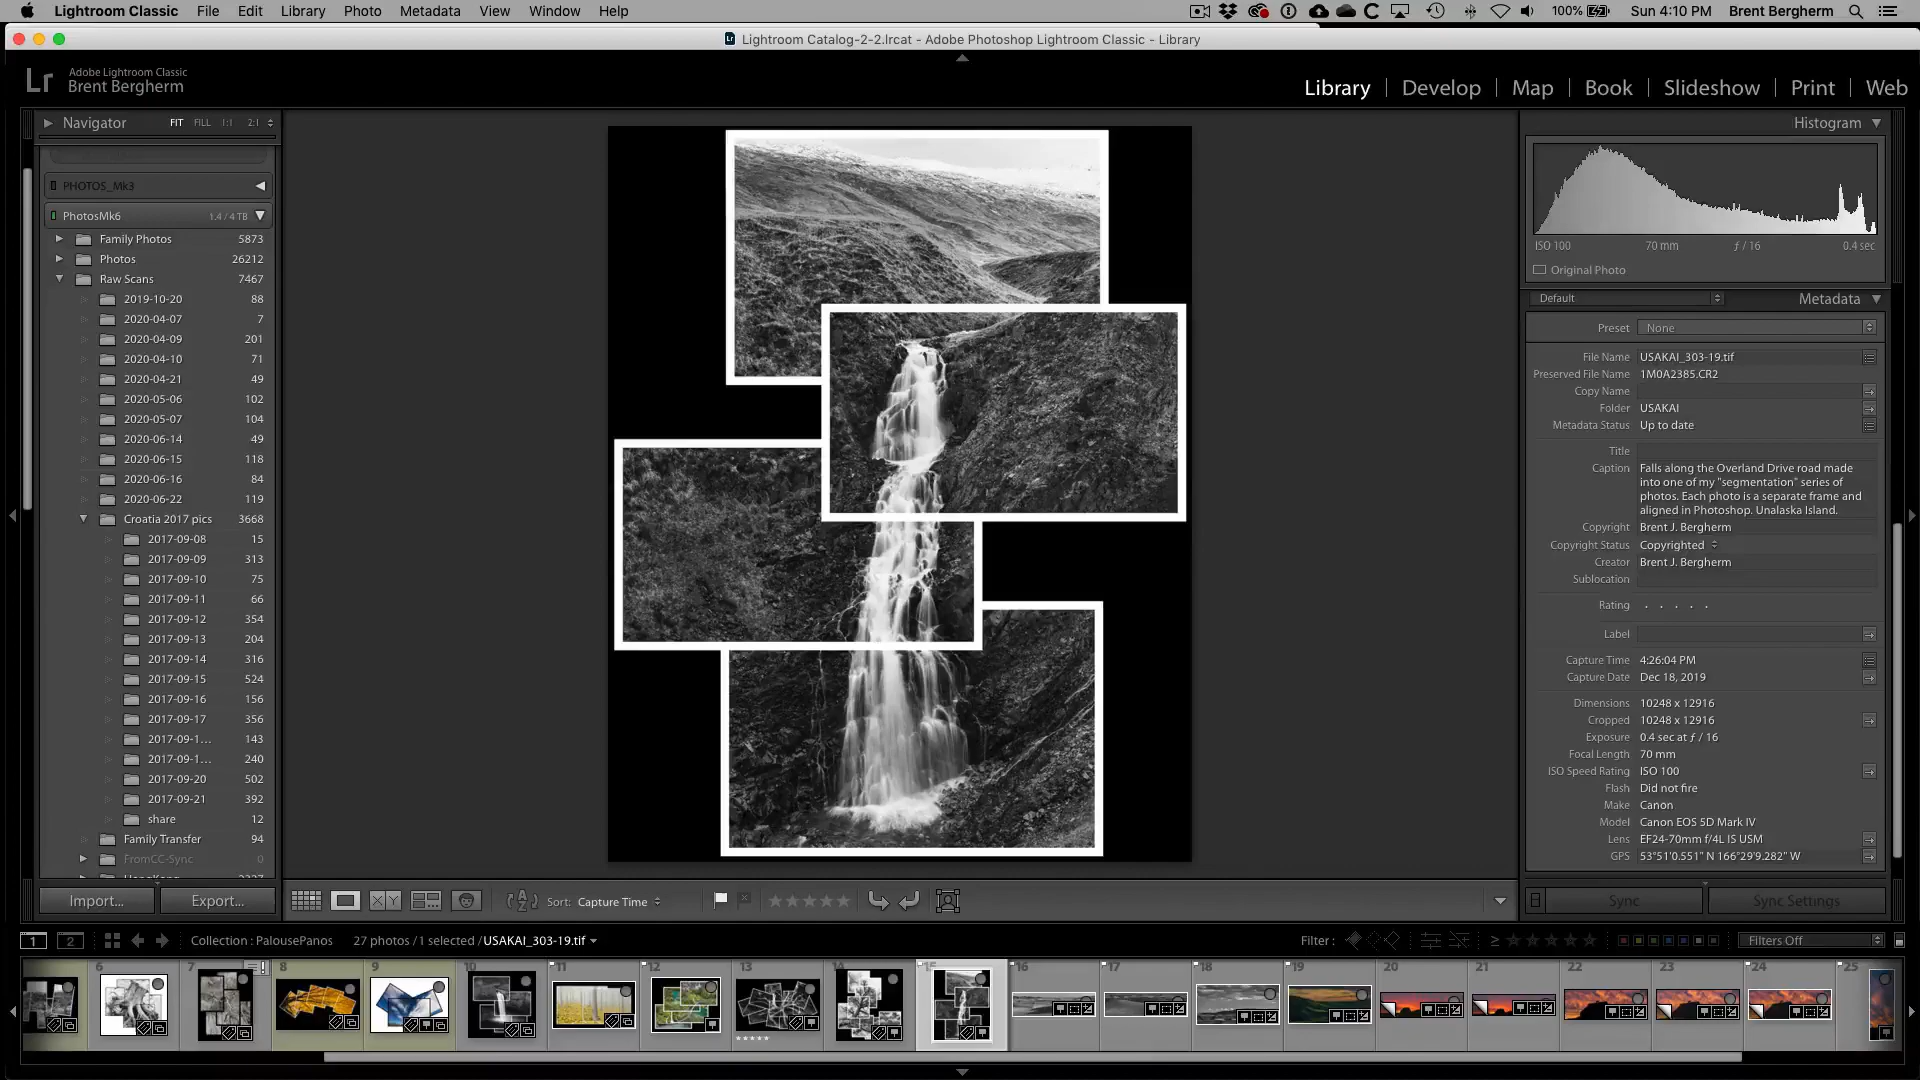 Lightroom Classic File Edit Library Photo Metadata View Window Help 100% Sun 4:10 PM Brent Bergherm
Lightroom Catalog-2-2.lrcat - Adobe Photoshop Lightroom Classic - Library
Lr Adobe Lightroom Classic
Brent Bergherm
Library Develop Map Book Slideshow Print Web
Navigator FIT FILL 1:1 2:1
PHOTOS_Mk3
PhotosMk6 1.4 / 4 TB
Family Photos 5873
Photos 26212
Raw Scans 7467
2019-10-20 88
2020-04-07 7
2020-04-09 201
2020-04-10 71
2020-04-21 49
2020-05-06 102
2020-05-07 104
2020-06-14 49
2020-06-15 118
2020-06-16 84
2020-06-22 119
Croatia 2017 pics 3668
2017-09-08 15
2017-09-09 313
2017-09-10 75
2017-09-11 66
2017-09-12 354
2017-09-13 204
2017-09-14 316
2017-09-15 524
2017-09-16 156
2017-09-17 356
2017-09-1... 143
2017-09-1... 240
2017-09-20 502
2017-09-21 392
share 12
Family Transfer 94
FromCC-Sync 0
Import... Export...
Histogram
ISO 100 70 mm ƒ / 16 0.4 sec
Original Photo
Default Metadata
Preset None
File Name USAKAI_303-19.tif
Preserved File Name 1M0A2385.CR2
Copy Name
Folder USAKAI
Metadata Status Up to date
Title
Caption Falls along the Overland Drive road made
into one of my "segmentation" series of
photos. Each photo is a separate frame and
aligned in Photoshop. Unalaska Island.
Copyright Brent J. Bergherm
Copyright Status Copyrighted
Creator Brent J. Bergherm
Sublocation
Rating
Label
Capture Time 4:26:04 PM
Capture Date Dec 18, 2019
Dimensions 10248 x 12916
Cropped 10248 x 12916
Exposure 0.4 sec at ƒ / 16
Focal Length 70 mm
ISO Speed Rating ISO 100
Flash Did not fire
Make Canon
Model Canon EOS 5D Mark IV
Lens EF24-70mm f/4L IS USM
GPS 53°51'0.551" N 166°29'9.282" W
Sync Sync Settings
XY Sort: Capture Time
1 2 Collection : PalousePanos 27 photos / 1 selected / USAKAI_303-19.tif Filter : Filters Off
6 7 8 9 10 11 12 13 14 15 16 17 18 19 20 21 22 23 24 25